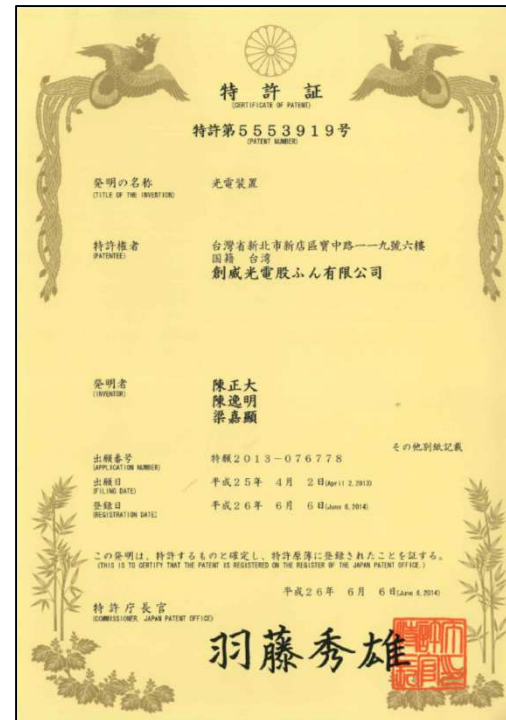 特許証
(CERTIFICATE OF PATENT)
特許第5553919号
(PATENT NUMBER)
発明の名称
(TITLE OF THE INVENTION)
光電装置
特許権者
(PATENTEE)
台灣省新北市新店區寶中路一一九號六樓
国籍 台湾
創威光電股ふん有限公司
発明者
(INVENTOR)
陳正大
陳逸明
梁嘉顯
その他別紙記載
出願番号
(APPLICATION NUMBER)
特願2013-076778
出願日
(FILING DATE)
平成25年 4月 2日(April 2,2013)
登録日
(REGISTRATION DATE)
平成26年 6月 6日(June 6,2014)
この発明は、特許するものと確定し、特許原簿に登録されたことを証する。
(THIS IS TO CERTIFY THAT THE PATENT IS REGISTERED ON THE REGISTER OF THE JAPAN PATENT OFFICE.)
平成26年 6月 6日(June 6,2014)
特許庁長官
(COMMISSIONER, JAPAN PATENT OFFICE)
羽藤秀雄